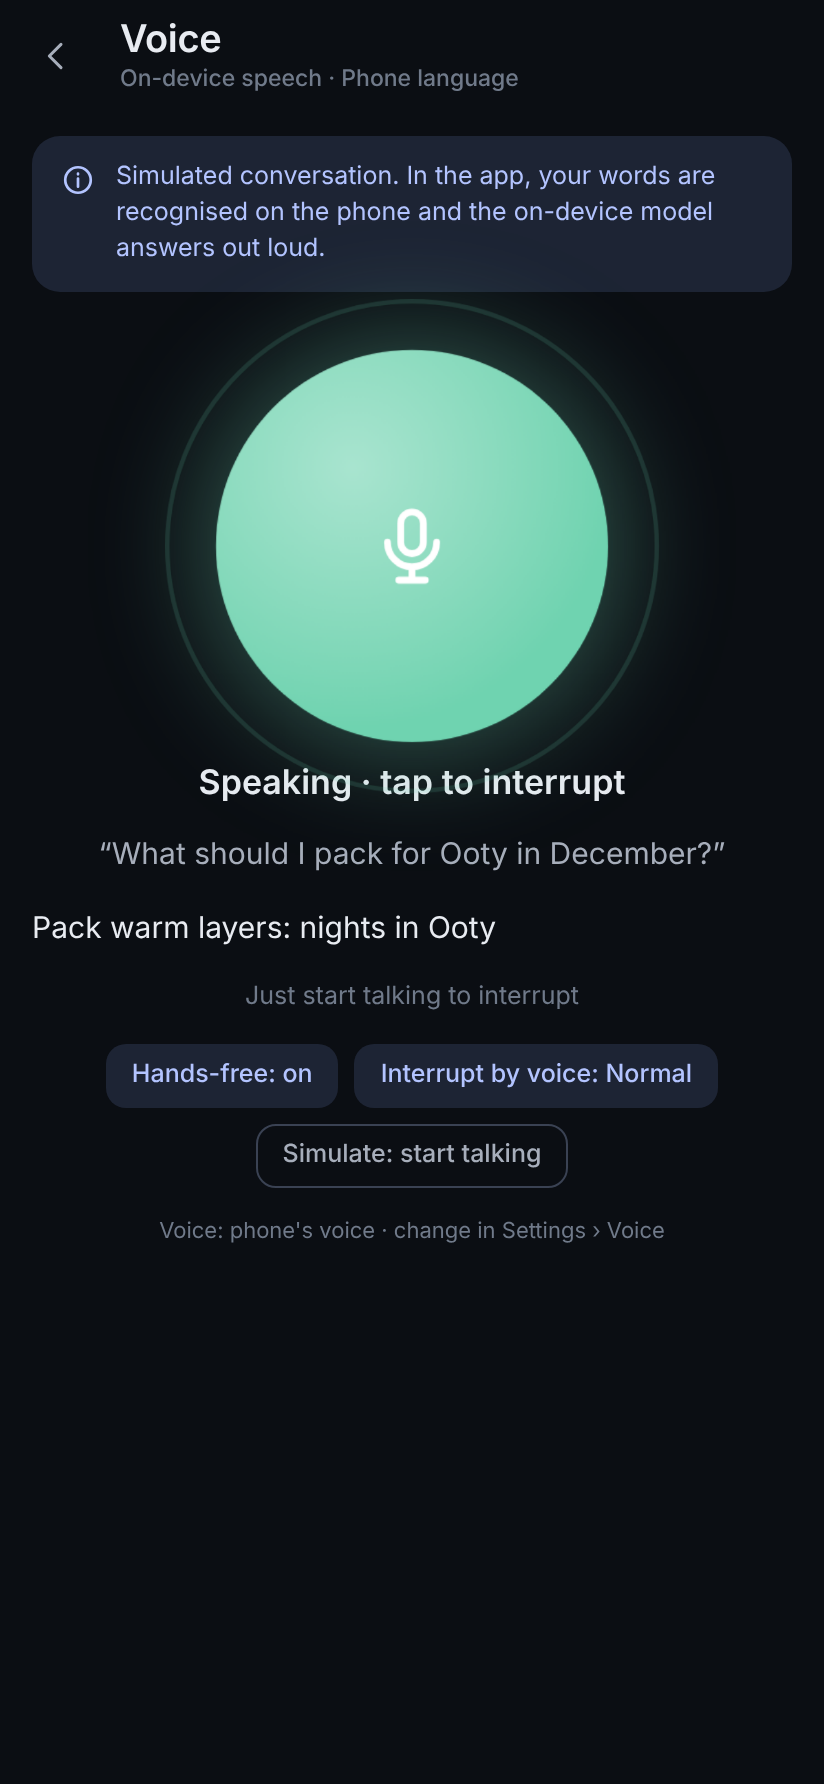 Voice
On-device speech · Phone language
Simulated conversation. In the app, your words are
recognised on the phone and the on-device model
answers out loud.
Speaking · tap to interrupt
“What should I pack for Ooty in December?”
Pack warm layers: nights in Ooty
Just start talking to interrupt
Hands-free: on
Interrupt by voice: Normal
Simulate: start talking
Voice: phone's voice · change in Settings › Voice